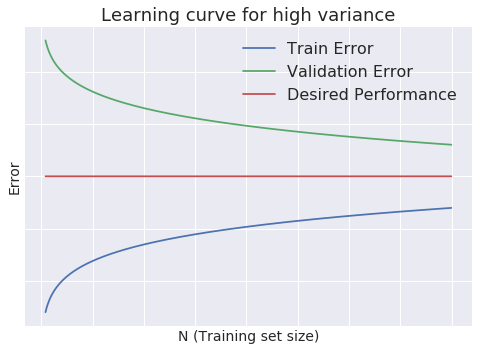 Learning curve for high variance
Train Error
Validation Error
Desired Performance
Error
N (Training set size)